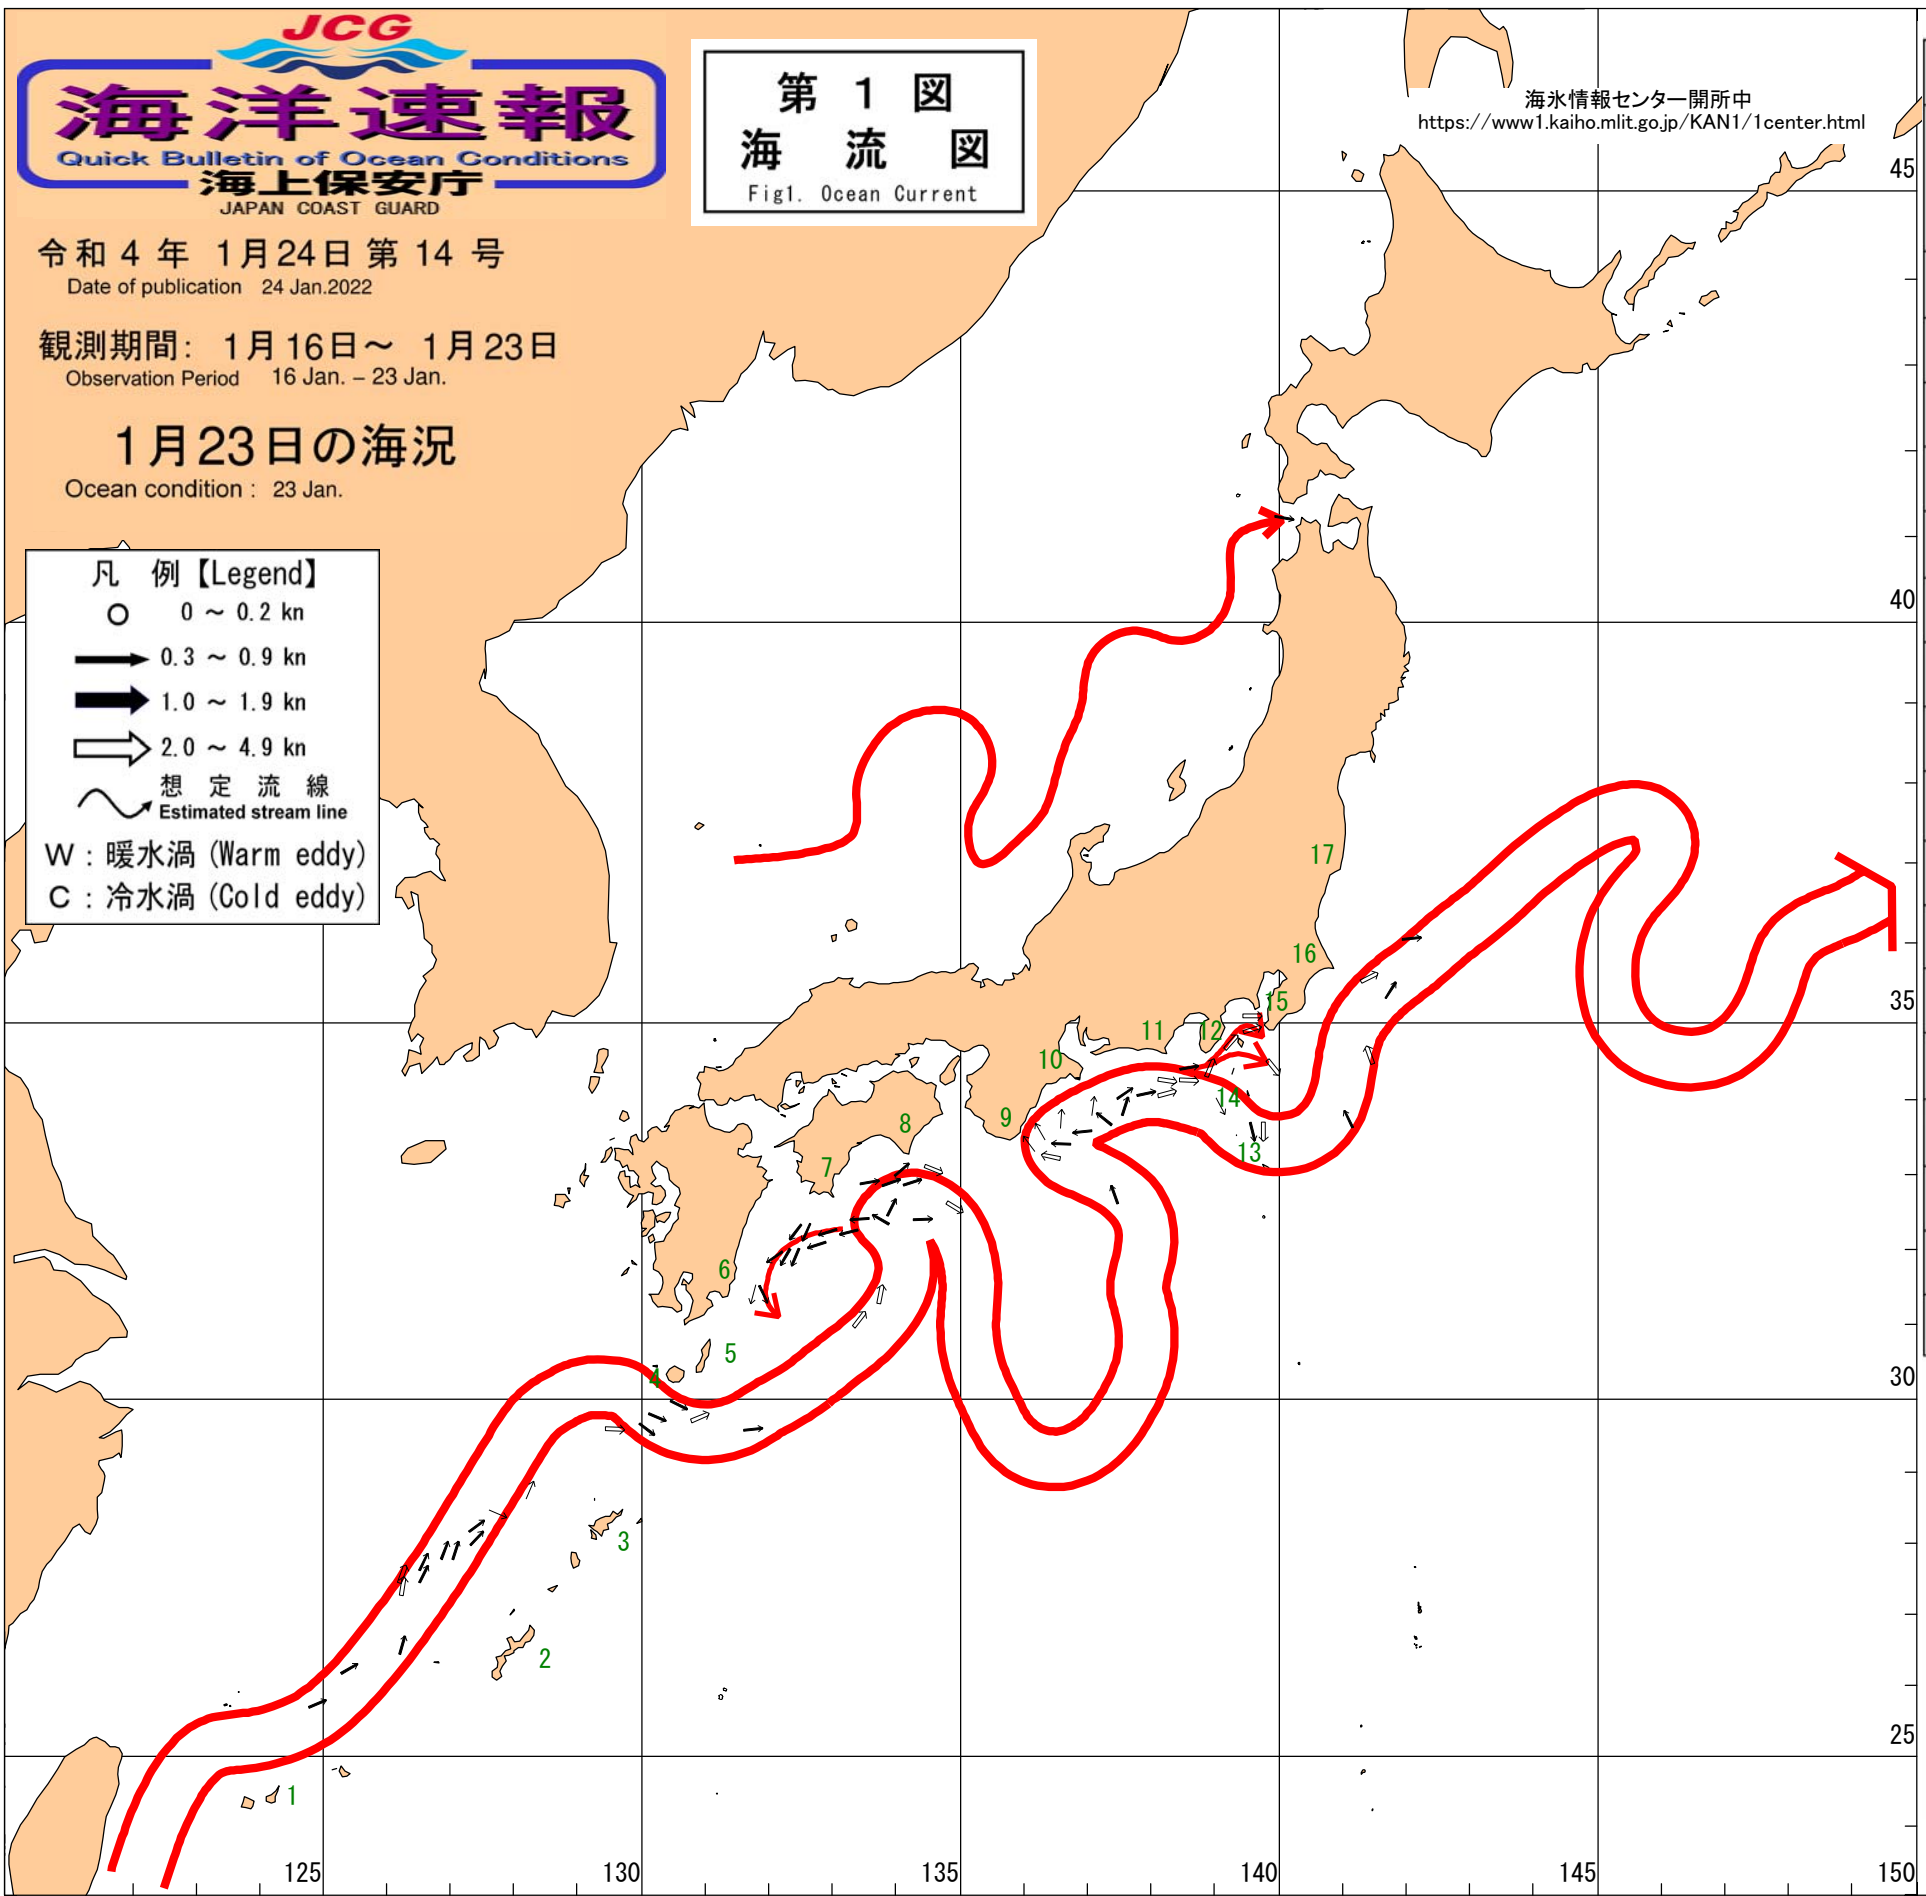 JCG
海洋速報
Quick Bulletin of Ocean Conditions
海上保安庁
JAPAN COAST GUARD
第 1 図
海 流 図
Fig1. Ocean Current
海氷情報センター開所中
https://www1.kaiho.mlit.go.jp/KAN1/1center.html
令和 4 年 1月24日 第 14 号
Date of publication 24 Jan.2022
観測期間: 1月16日～ 1月23日
Observation Period 16 Jan. – 23 Jan.
1月23日の海況
Ocean condition : 23 Jan.
凡 例【Legend】
0 ～ 0.2 kn
0.3 ～ 0.9 kn
1.0 ～ 1.9 kn
2.0 ～ 4.9 kn
想 定 流 線
Estimated stream line
W : 暖水渦 (Warm eddy)
C : 冷水渦 (Cold eddy)
45
40
35
30
25
17
16
15
12
11
10
14
9
8
13
7
6
5
4
3
2
1
125
130
135
140
145
150